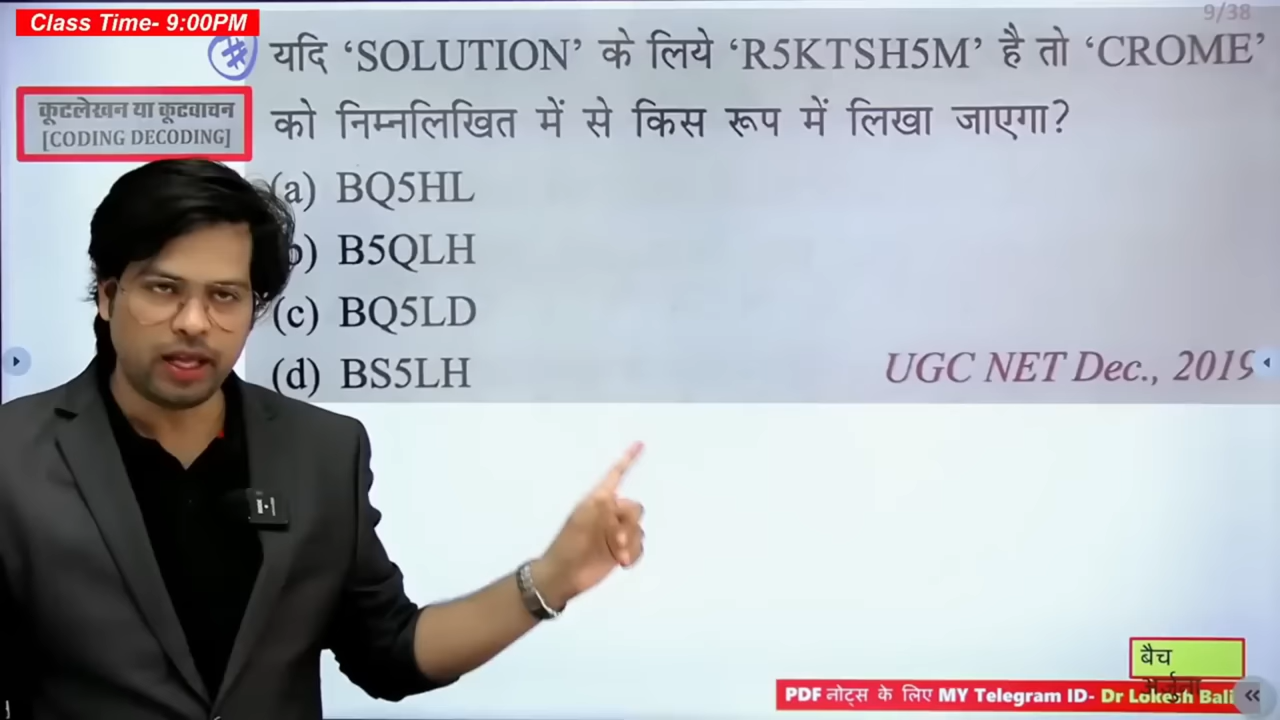 Class Time- 9:00PM
9/38
# यदि ‘SOLUTION’ के लिये ‘R5KTSH5M’ है तो ‘CROME’
को निम्नलिखित में से किस रूप में लिखा जाएगा?
कूटलेखन या कूटवाचन
[CODING DECODING]
(a) BQ5HL
b) B5QLH
(c) BQ5LD
(d) BS5LH
UGC NET Dec., 2019
बैच
अर्जुना
PDF नोट्स के लिए MY Telegram ID- Dr Lokesh Bali